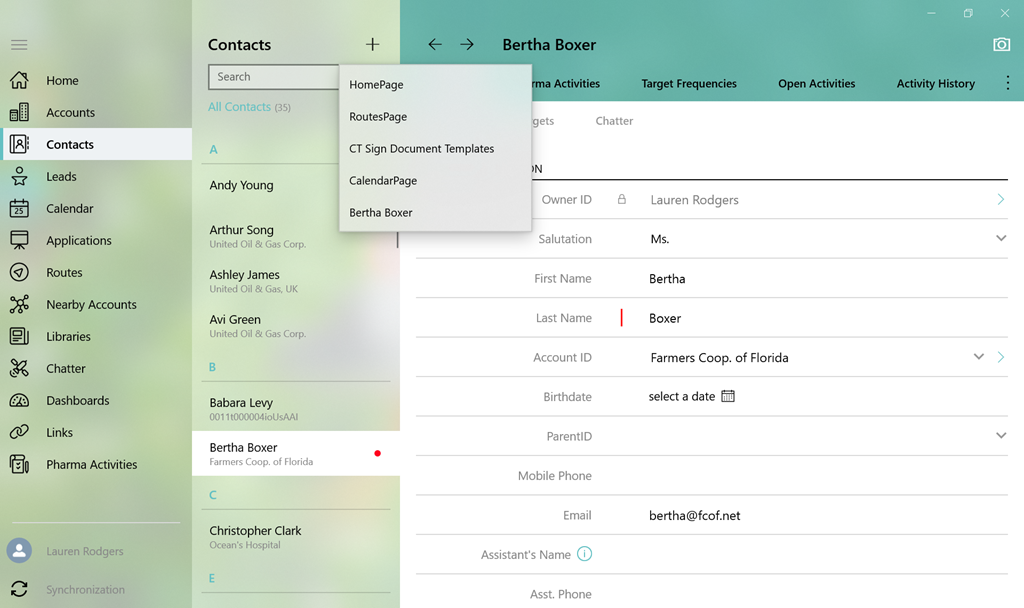 Home
Accounts
Contacts
Leads
25
Calendar
Applications
Routes
Nearby Accounts
Libraries
Chatter
Dashboards
Links
Pharma Activities
Lauren Rodgers
Synchronization
Contacts
Search
All Contacts (35)
A
Andy Young
Arthur Song
United Oil & Gas Corp.
Ashley James
United Oil & Gas, UK
Avi Green
United Oil & Gas Corp.
B
Babara Levy
0011t000004ioUsAAI
Bertha Boxer
Farmers Coop. of Florida
C
Christopher Clark
Ocean's Hospital
E
HomePage
RoutesPage
CT Sign Document Templates
CalendarPage
Bertha Boxer
Bertha Boxer
rma Activities
Target Frequencies
Open Activities
Activity History
gets
Chatter
ON
Owner ID
Lauren Rodgers
Salutation
Ms.
First Name
Bertha
Last Name
Boxer
Account ID
Farmers Coop. of Florida
Birthdate
select a date
ParentID
Mobile Phone
Email
bertha@fcof.net
Assistant's Name
Asst. Phone